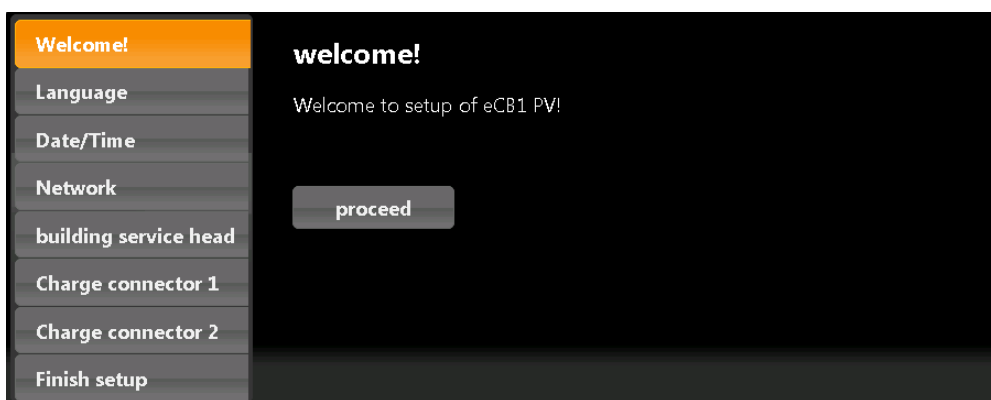 Welcome!
Language
Date/Time
Network
building service head
Charge connector 1
Charge connector 2
Finish setup
welcome!
Welcome to setup of eCB1 PV!
proceed